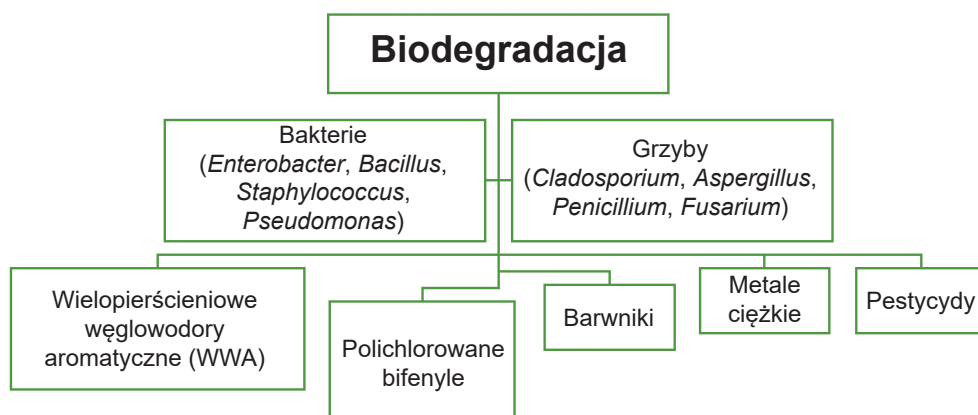 Biodegradacja
Bakterie
(Enterobacter, Bacillus,
Staphylococcus,
Pseudomonas)
Grzyby
(Cladosporium, Aspergillus,
Penicillium, Fusarium)
Wielopierścieniowe
węglowodory
aromatyczne (WWA)
Polichlorowane
bifenyle
Barwniki
Metale
ciężkie
Pestycydy